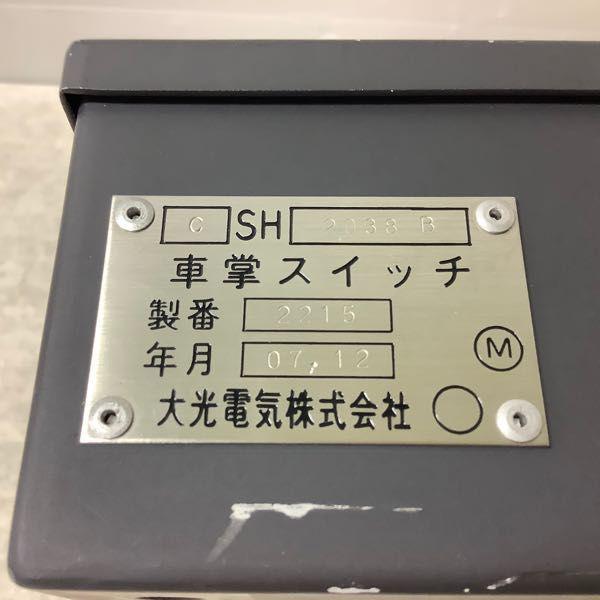 C SH 2038 B
車掌スイッチ
製番 2215
年月 07.12
M
大光電気株式会社